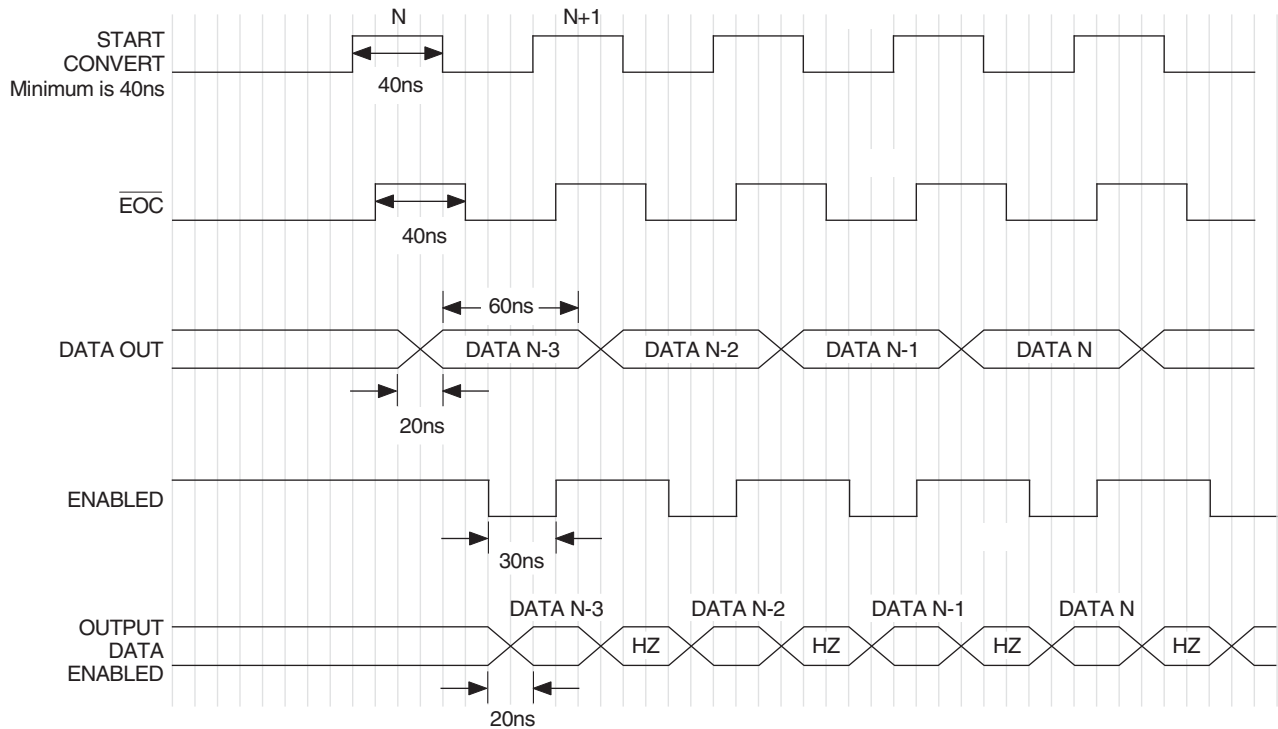 N
N+1
START
CONVERT
Minimum is 40ns
40ns
EOC
40ns
60ns
DATA OUT
DATA N-3
DATA N-2
DATA N-1
DATA N
20ns
ENABLED
30ns
DATA N-3
DATA N-2
DATA N-1
DATA N
OUTPUT
DATA
ENABLED
HZ
HZ
HZ
HZ
20ns